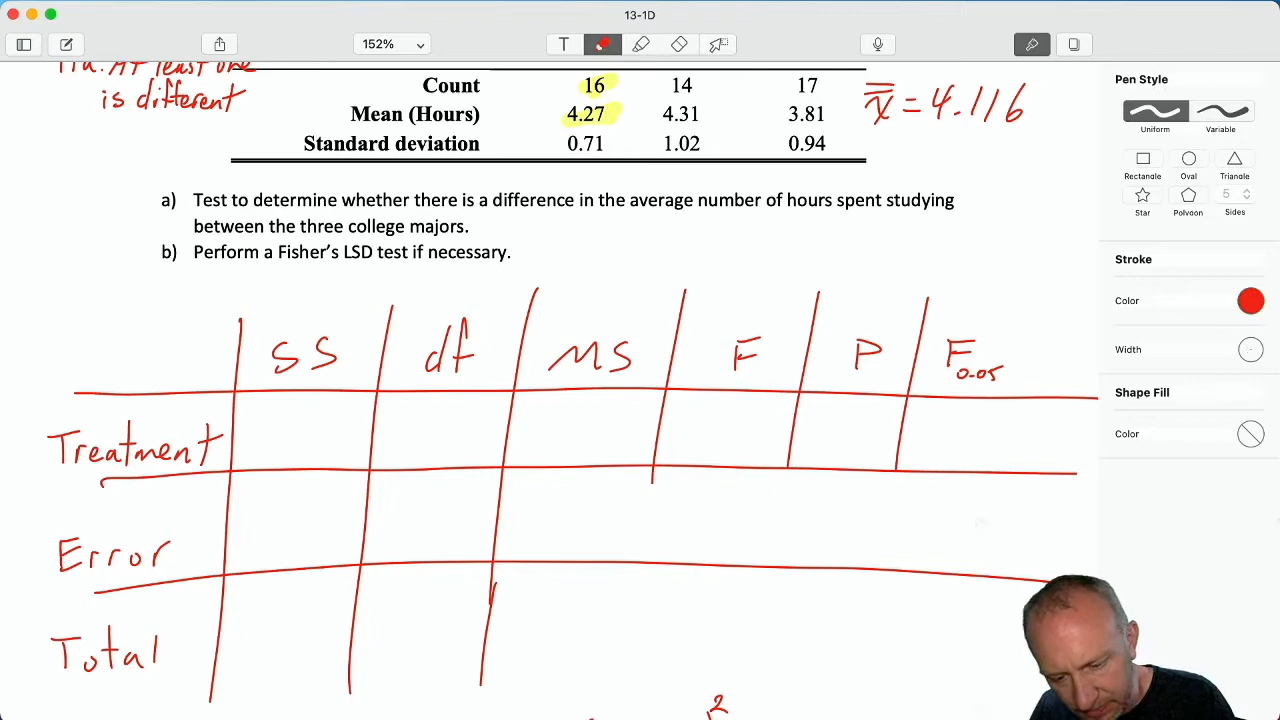 13-1D
152%
T
Ha: At least one
is different
Count 16 14 17
Mean (Hours) 4.27 4.31 3.81
Standard deviation 0.71 1.02 0.94
x̿ = 4.116
a) Test to determine whether there is a difference in the average number of hours spent studying
between the three college majors.
b) Perform a Fisher's LSD test if necessary.
SS df MS F P F0.05
Treatment
Error
Total
2
Pen Style
Uniform Variable
Rectangle Oval Triangle
5
Star Polygon Sides
Stroke
Color
Width
Shape Fill
Color